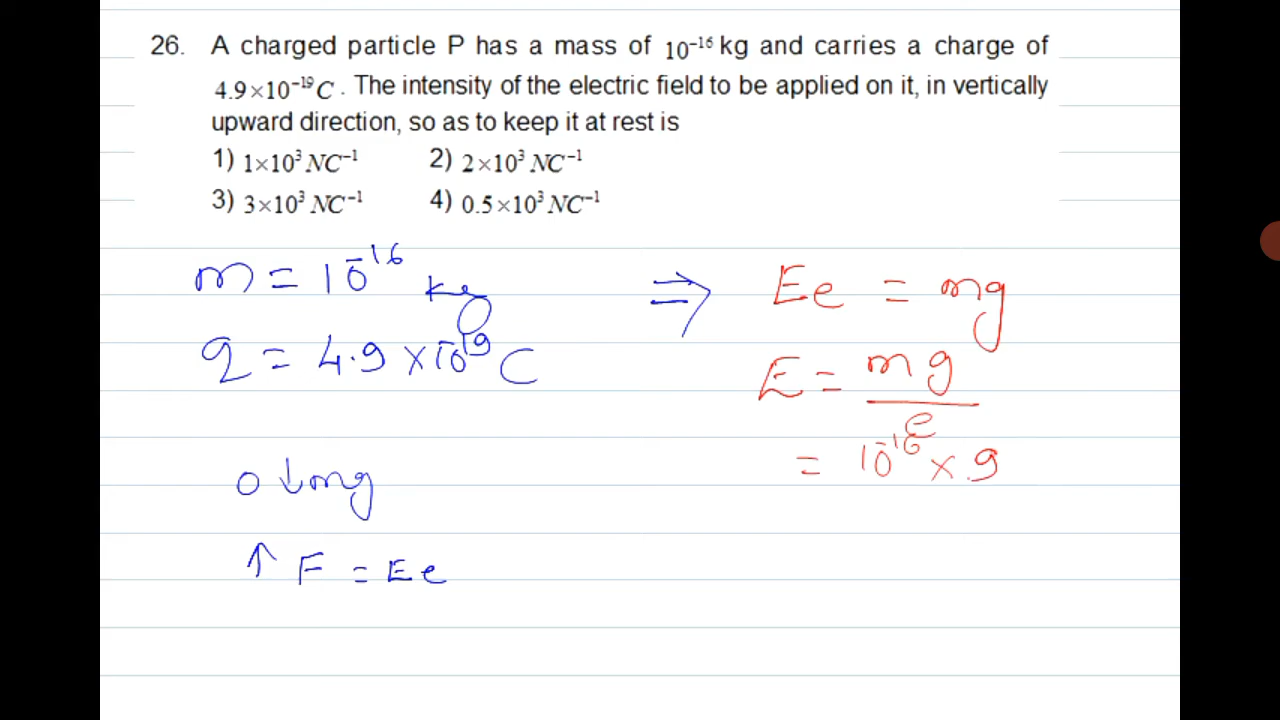 26. A charged particle P has a mass of 10⁻¹⁶ kg and carries a charge of
4.9×10⁻¹⁹ C. The intensity of the electric field to be applied on it, in vertically
upward direction, so as to keep it at rest is
1) 1×10³ NC⁻¹ 2) 2×10³ NC⁻¹
3) 3×10³ NC⁻¹ 4) 0.5×10³ NC⁻¹
m = 10⁻¹⁶ kg
q = 4.9 × 10⁻¹⁹ C
0 ↓mg
↑ F = Ee
⇒ Ee = mg
E = mg/e
= 10⁻¹⁶ × 9